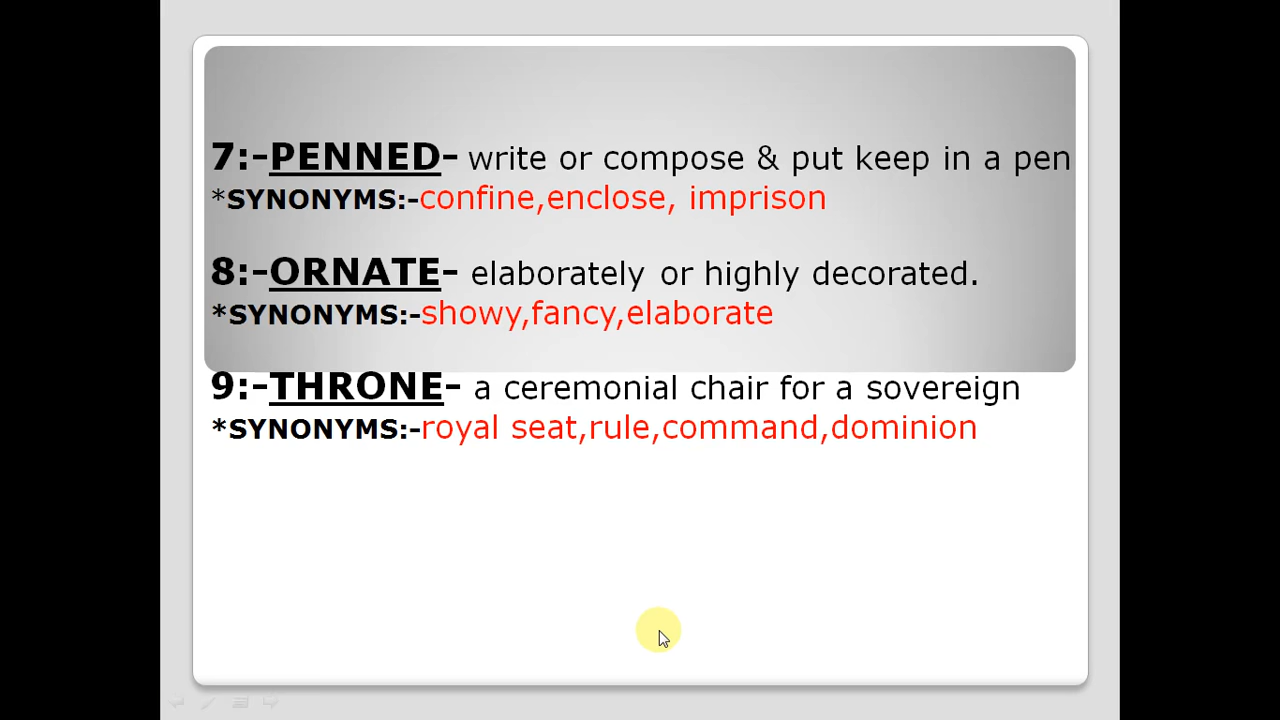 7:-PENNED- write or compose & put keep in a pen
*SYNONYMS:-confine,enclose, imprison
8:-ORNATE- elaborately or highly decorated.
*SYNONYMS:-showy,fancy,elaborate
9:-THRONE- a ceremonial chair for a sovereign
*SYNONYMS:-royal seat,rule,command,dominion